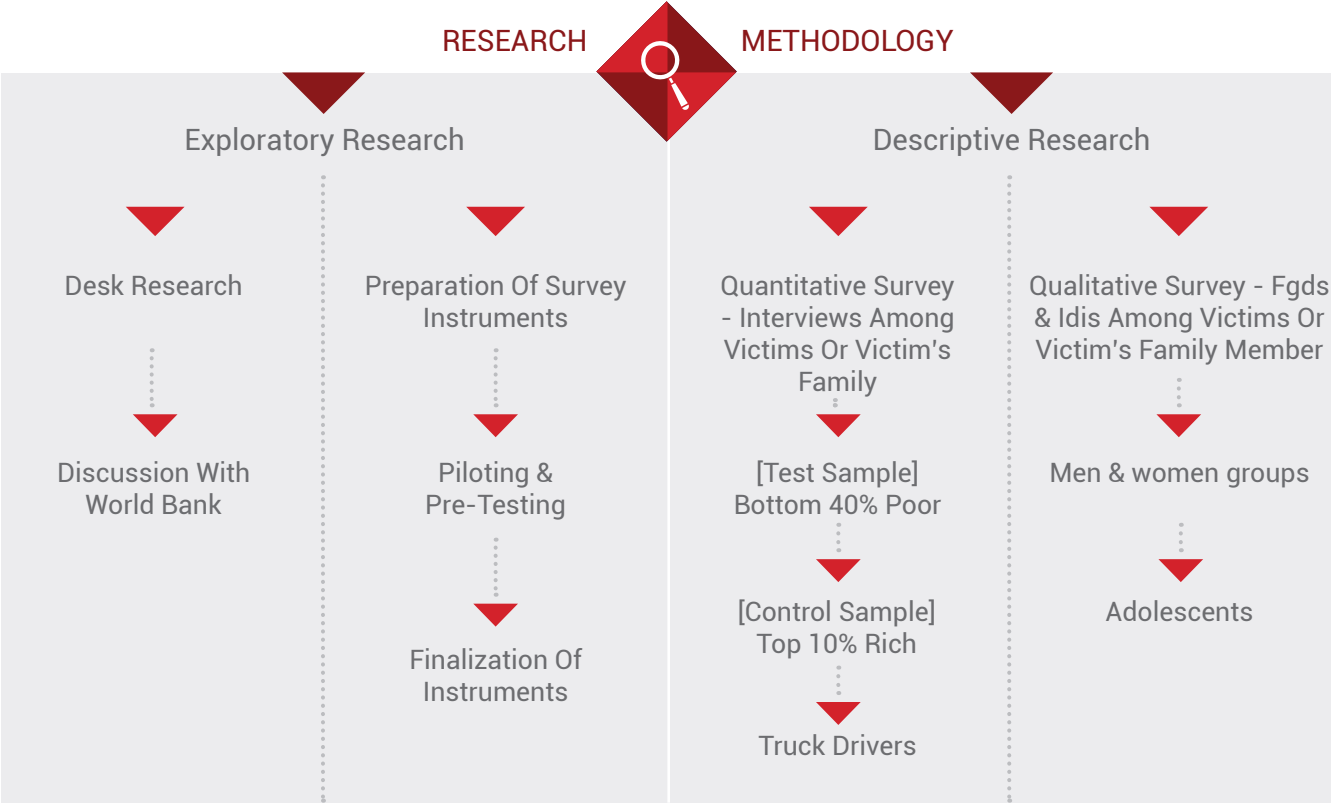 RESEARCH METHODOLOGY
Exploratory Research
Desk Research
Discussion With
World Bank
Preparation Of Survey
Instruments
Piloting &
Pre-Testing
Finalization Of
Instruments
Descriptive Research
Quantitative Survey
- Interviews Among
Victims Or Victim's
Family
[Test Sample]
Bottom 40% Poor
[Control Sample]
Top 10% Rich
Truck Drivers
Qualitative Survey - Fgds
& Idis Among Victims Or
Victim's Family Member
Men & women groups
Adolescents